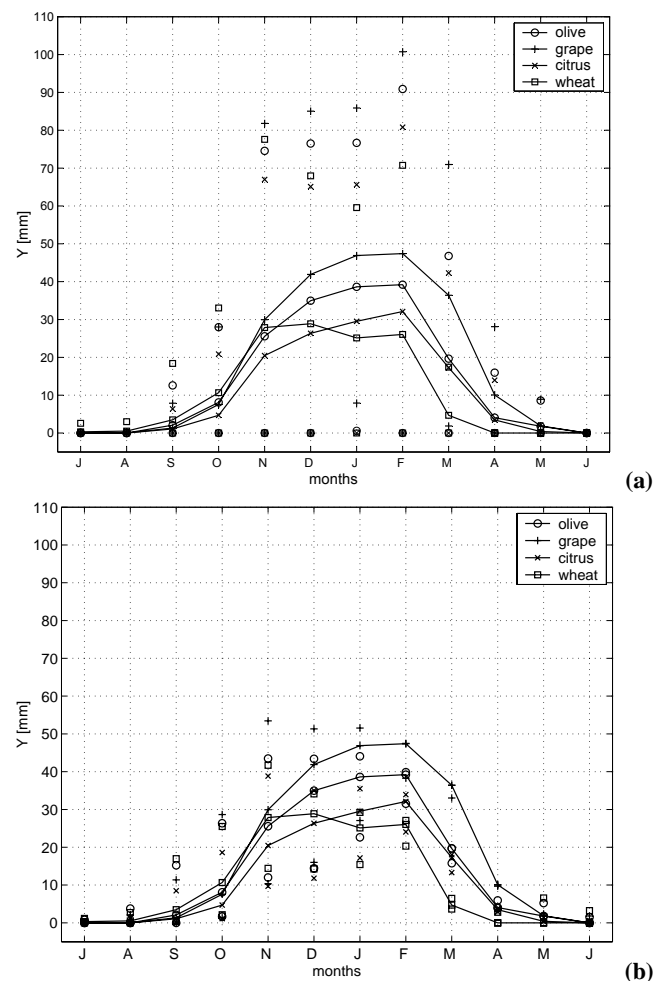 110
100
90
80
70
60
50
40
30
20
10
0
Y [mm]
olive
grape
citrus
wheat
J A S O N D J F M A M J
months
(a)
110
100
90
80
70
60
50
40
30
20
10
0
Y [mm]
olive
grape
citrus
wheat
J A S O N D J F M A M J
months
(b)